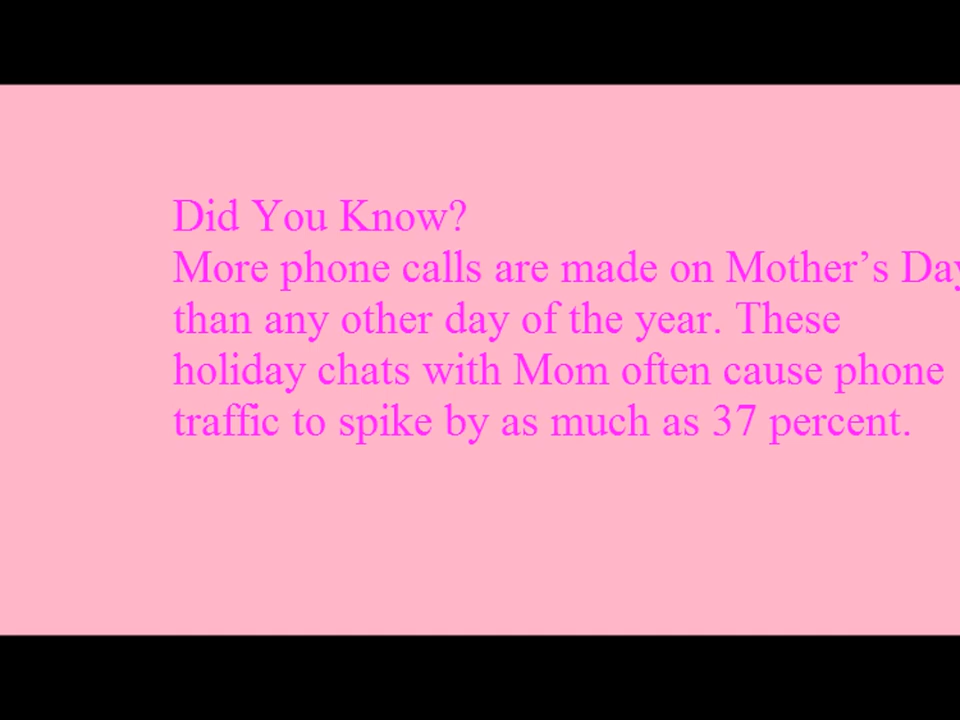 Did You Know?
More phone calls are made on Mother’s Day
than any other day of the year. These
holiday chats with Mom often cause phone
traffic to spike by as much as 37 percent.